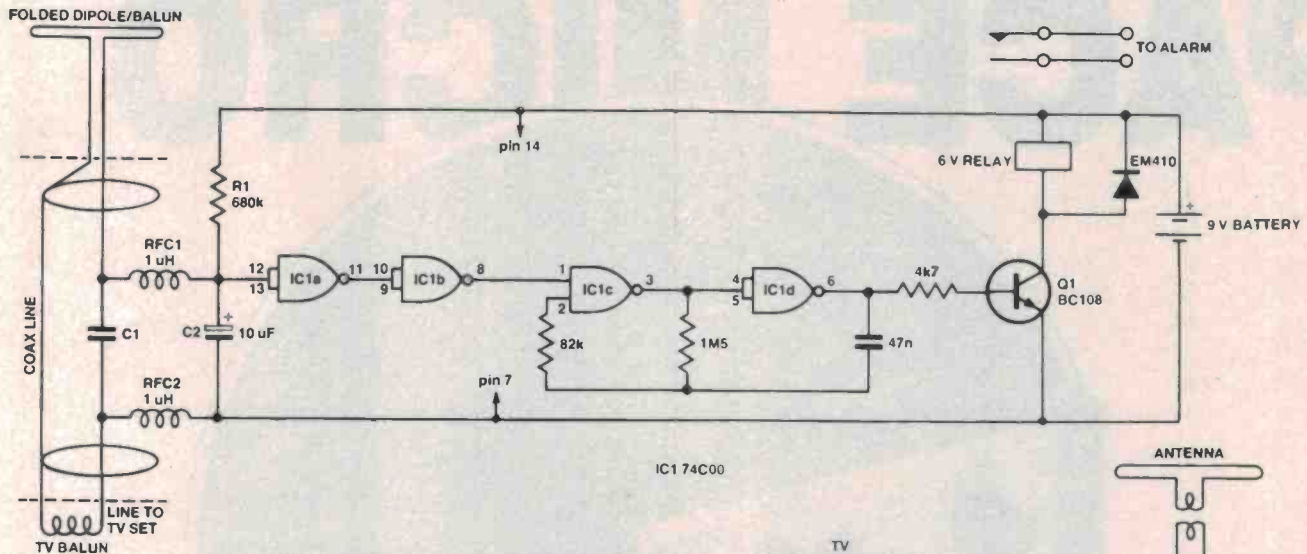 FOLDED DIPOLE/BALUN
TO ALARM
pin 14
6 V RELAY
EM410
R1
680k
+
9 V BATTERY
RFC1
1 uH
12
13
IC1a
11
10
9
IC1b
8
1
2
IC1c
3
4
5
IC1d
6
4k7
Q1
BC108
COAX LINE
C1
C2
+
10 uF
82k
1M5
47n
RFC2
1 uH
pin 7
IC1 74C00
ANTENNA
LINE TO
TV SET
TV BALUN
TV